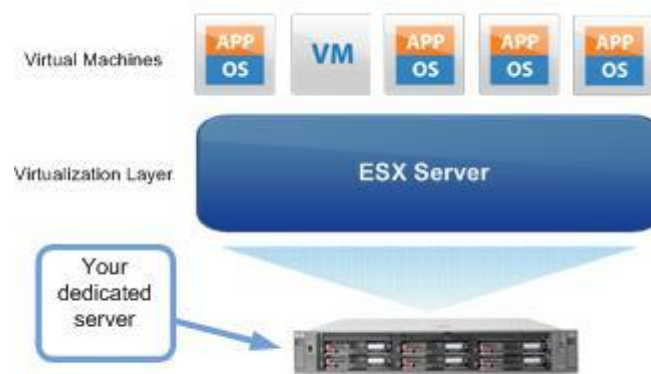 Virtual Machines
APP
OS
VM
APP
OS
APP
OS
APP
OS
Virtualization Layer
ESX Server
Your
dedicated
server